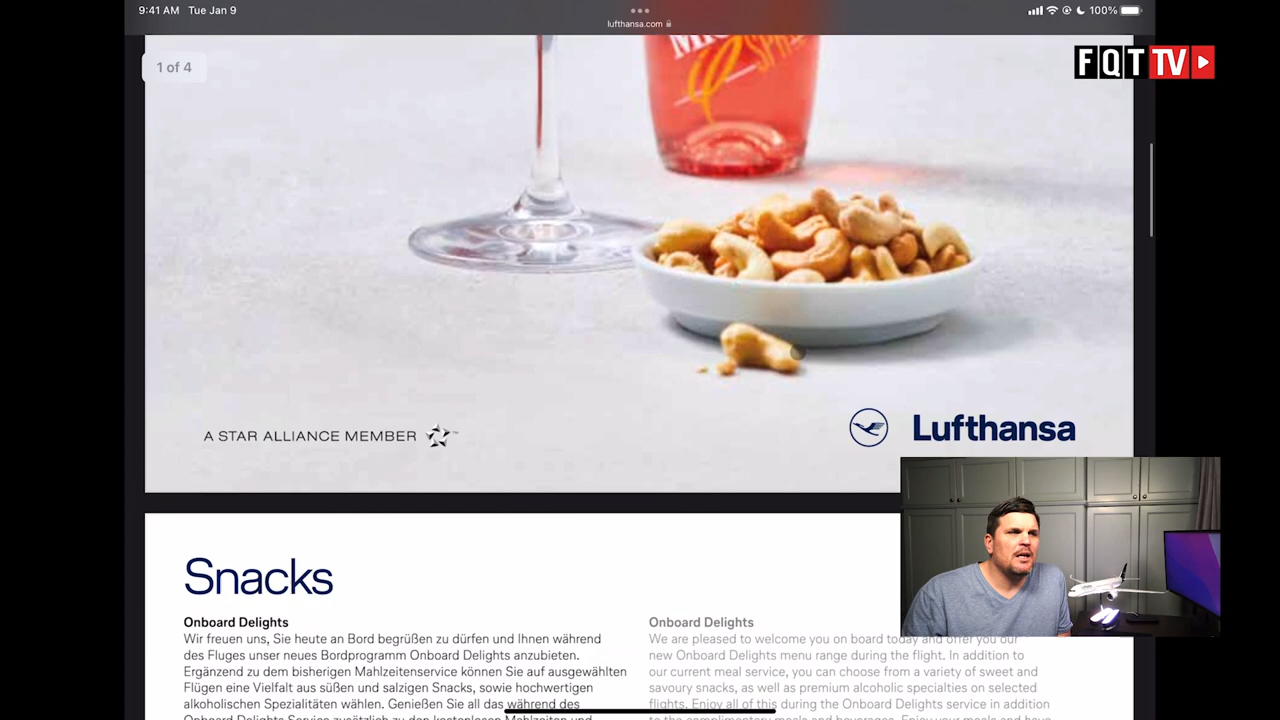 9:41 AM Tue Jan 9
lufthansa.com
100%
FQT TV
1 of 4
A STAR ALLIANCE MEMBER
Lufthansa
Snacks
Onboard Delights
Wir freuen uns, Sie heute an Bord begrüßen zu dürfen und Ihnen während
des Fluges unser neues Bordprogramm Onboard Delights anzubieten.
Ergänzend zu dem bisherigen Mahlzeitenservice können Sie auf ausgewählten
Flügen eine Vielfalt aus süßen und salzigen Snacks, sowie hochwertigen
alkoholischen Spezialitäten wählen. Genießen Sie all das während des
Onboard Delights
We are pleased to welcome you on board today and offer you our
new Onboard Delights menu range during the flight. In addition to
our current meal service, you can choose from a variety of sweet and
savoury snacks, as well as premium alcoholic specialties on selected
flights. Enjoy all of this during the Onboard Delights service in addition